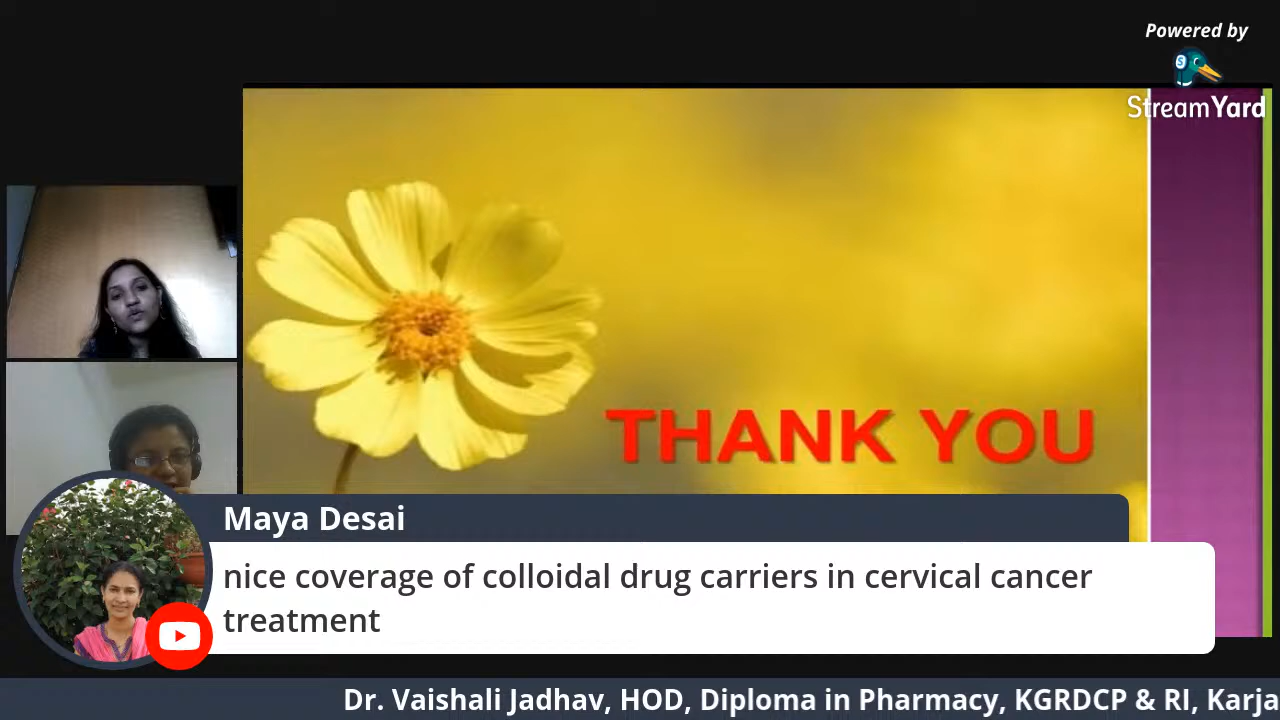 Powered by
StreamYard
THANK YOU
Maya Desai
nice coverage of colloidal drug carriers in cervical cancer
treatment
Dr. Vaishali Jadhav, HOD, Diploma in Pharmacy, KGRDCP & RI, Karja